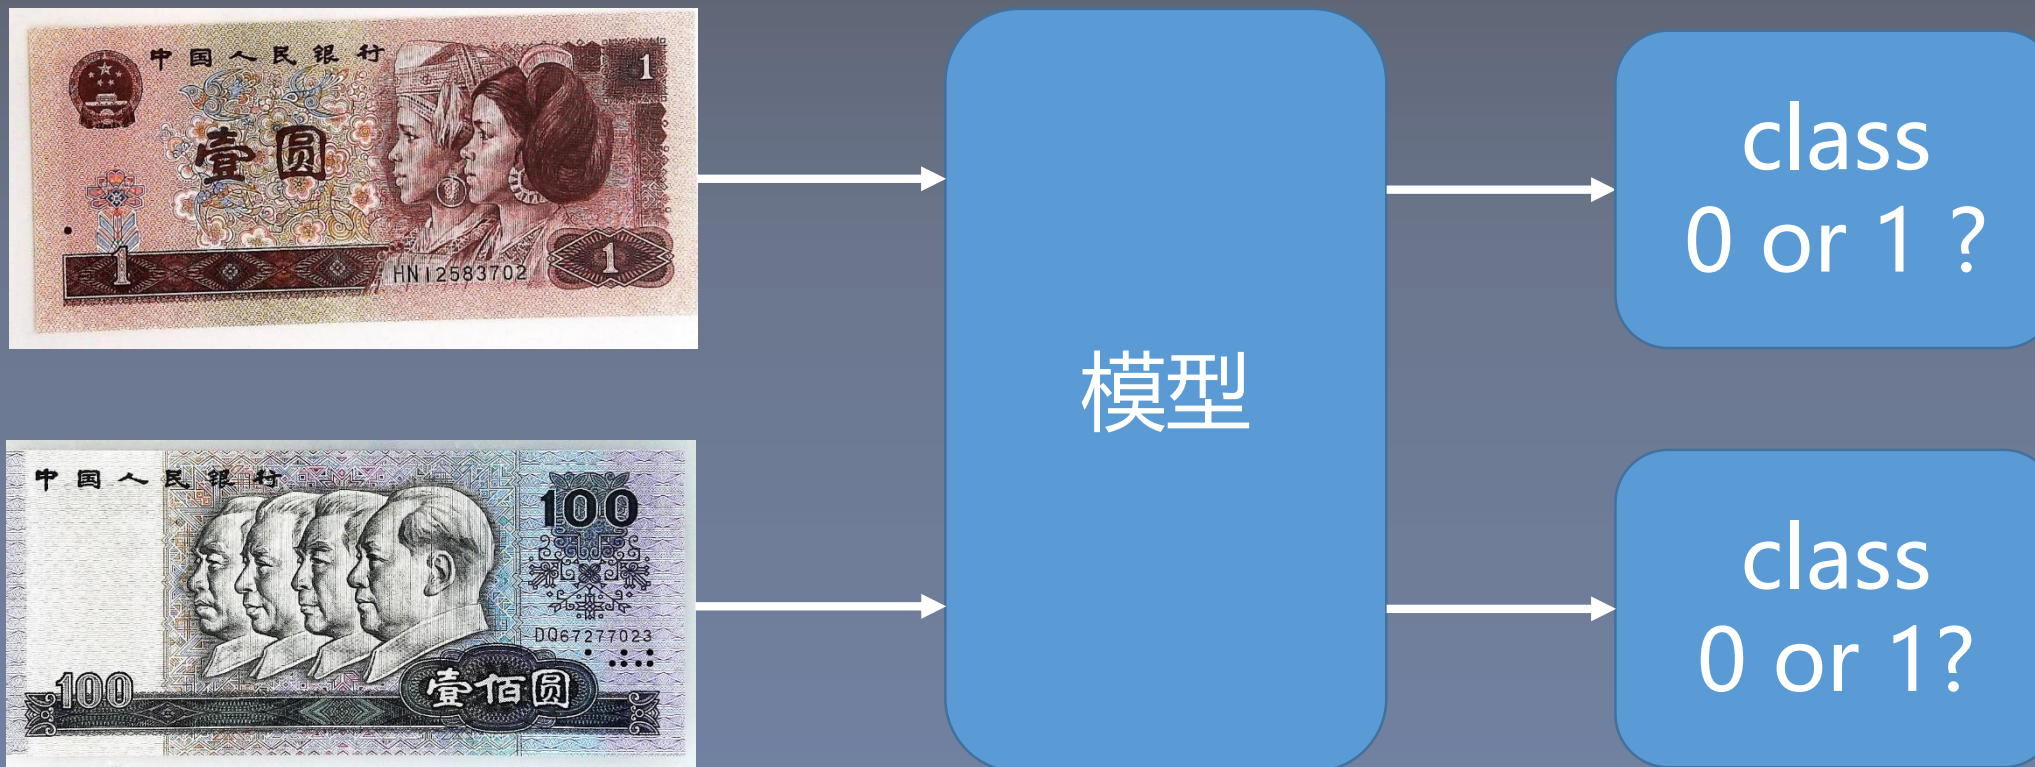 中国人民银行
1
壹圆
1
HN12583702
1
模型
class
0 or 1 ?
中国人民银行
100
DQ67277023
100
壹佰圆
class
0 or 1?